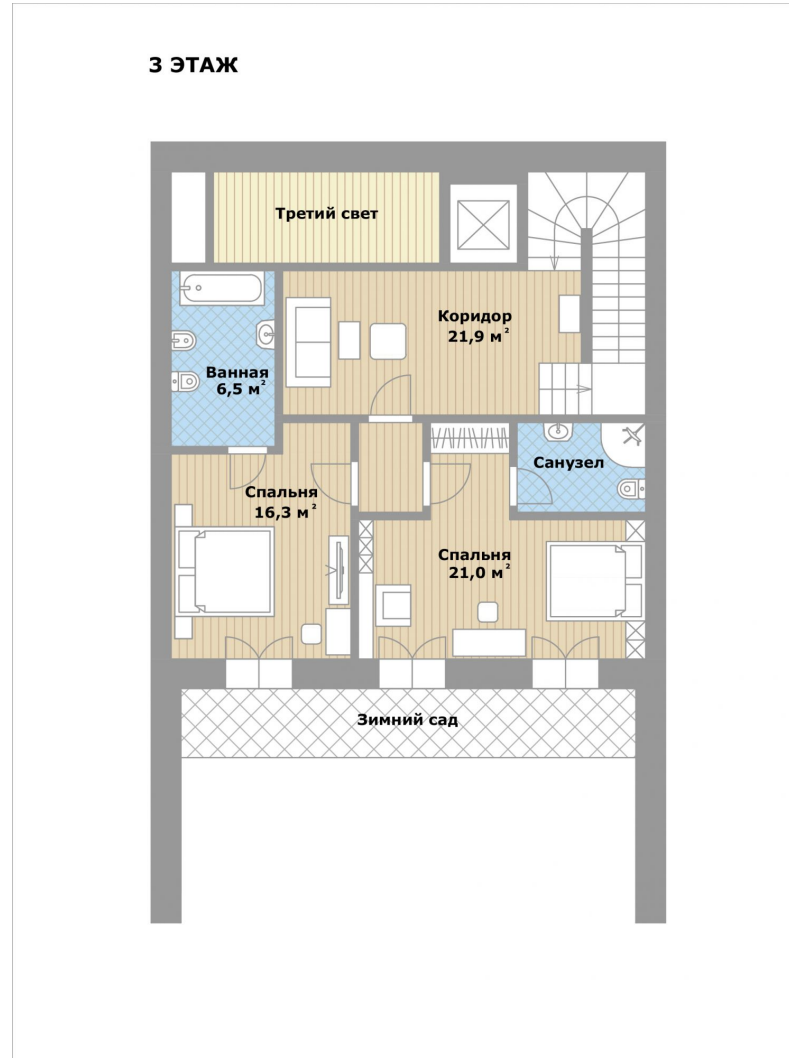 3 ЭТАЖ
Третий свет
Коридор
21,9 м²
Ванная
6,5 м²
Санузел
Спальня
16,3 м²
Спальня
21,0 м²
Зимний сад